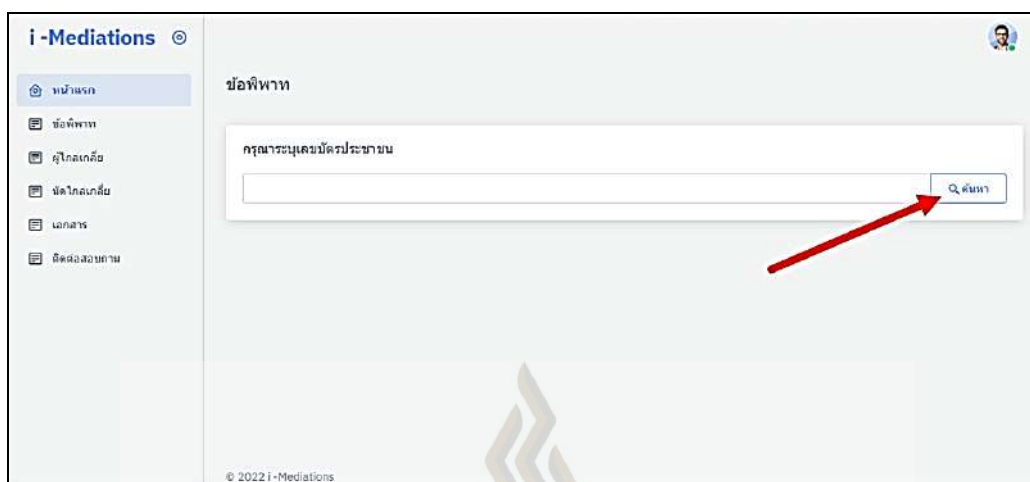 i -Mediations
หน้าแรก
ข้อพิพาท
ผู้ไกลเกลี่ย
นัดไกลเกลี่ย
เอกสาร
ติดต่อสอบถาม
ข้อพิพาท
กรุณาระบุเลขบัตรประชาชน
ค้นหา
© 2022 i -Mediations